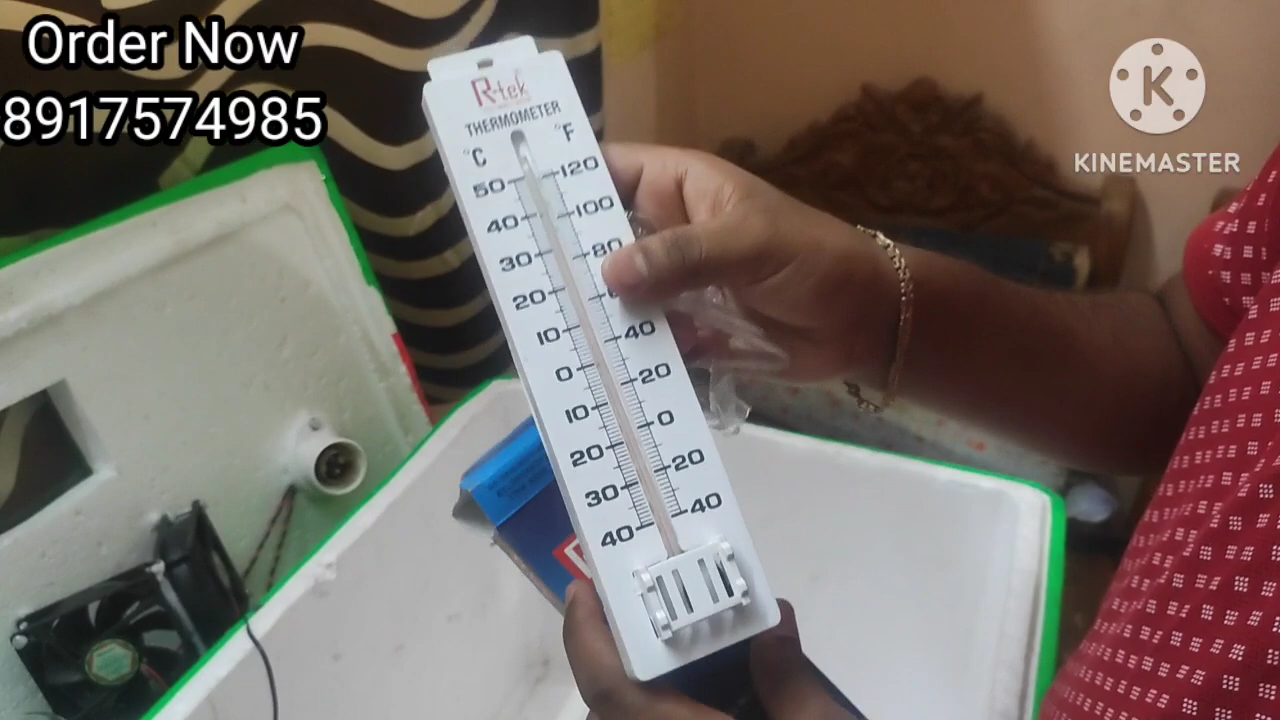 Order Now
8917574985
K
KINEMASTER
R-tek
THERMOMETER
°C °F
50 120
40 100
30 80
20
10 40
0 20
10 0
20 20
30 40
40